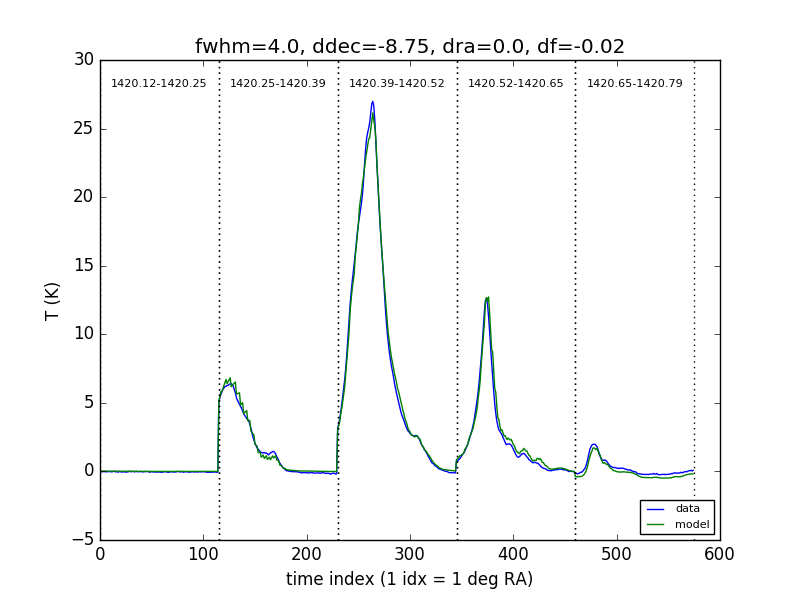 fwhm=4.0, ddec=-8.75, dra=0.0, df=-0.02
30
1420.12-1420.25 1420.25-1420.39 1420.39-1420.52 1420.52-1420.65 1420.65-1420.79
25
20
15
T (K)
10
5
0
data
model
−5
0 100 200 300 400 500 600
time index (1 idx = 1 deg RA)